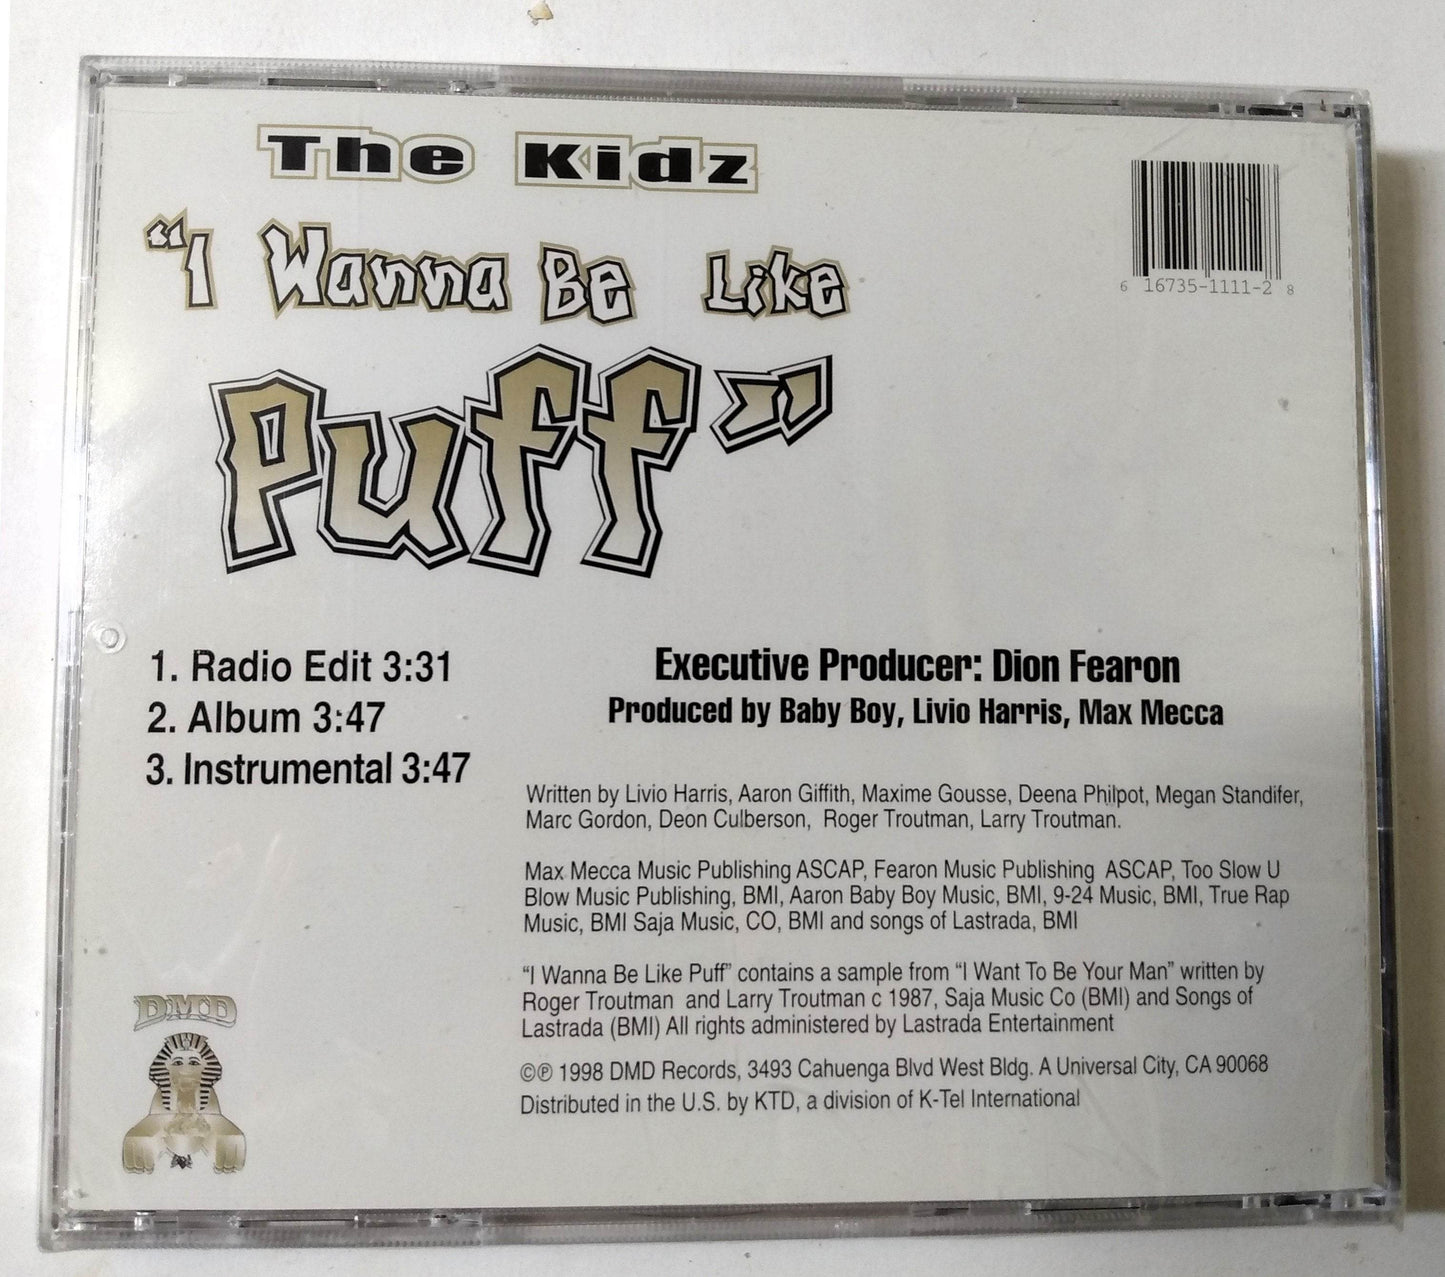 The Kidz
“I Wanna Be Like
Puff”
6 16735-1111-2 8
1. Radio Edit 3:31
2. Album 3:47
3. Instrumental 3:47
Executive Producer: Dion Fearon
Produced by Baby Boy, Livio Harris, Max Mecca
Written by Livio Harris, Aaron Giffith, Maxime Gousse, Deena Philpot, Megan Standifer,
Marc Gordon, Deon Culberson, Roger Troutman, Larry Troutman.
Max Mecca Music Publishing ASCAP, Fearon Music Publishing ASCAP, Too Slow U
Blow Music Publishing, BMI, Aaron Baby Boy Music, BMI, 9-24 Music, BMI, True Rap
Music, BMI Saja Music, CO, BMI and songs of Lastrada, BMI
“I Wanna Be Like Puff” contains a sample from “I Want To Be Your Man” written by
Roger Troutman and Larry Troutman c 1987, Saja Music Co (BMI) and Songs of
Lastrada (BMI) All rights administered by Lastrada Entertainment
©℗ 1998 DMD Records, 3493 Cahuenga Blvd West Bldg. A Universal City, CA 90068
Distributed in the U.S. by KTD, a division of K-Tel International
DMD